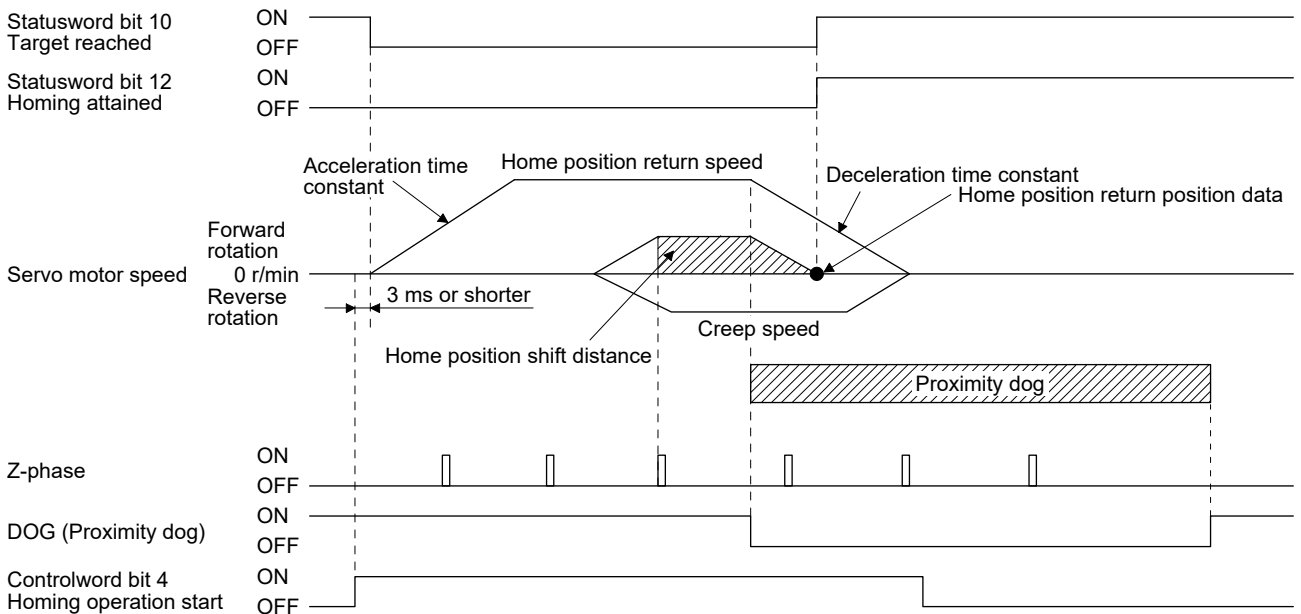 Statusword bit 10
Target reached
ON
OFF
Statusword bit 12
Homing attained
ON
OFF
Acceleration time
constant
Home position return speed
Deceleration time constant
Home position return position data
Forward
rotation
Servo motor speed
0 r/min
Reverse
rotation
3 ms or shorter
Creep speed
Home position shift distance
Proximity dog
Z-phase
ON
OFF
DOG (Proximity dog)
ON
OFF
Controlword bit 4
Homing operation start
ON
OFF